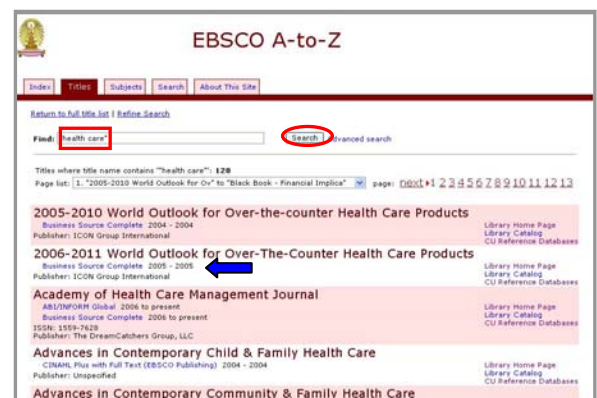 EBSCO A-to-Z
Index Titles Subjects Search About This Site
Return to full title list | Refine Search
Find: "health care" Search Advanced search
Titles where title name contains ""health care"": 128
Page list: 1. "2005-2010 World Outlook for Ov" to "Black Book - Financial Implica" page: next 1 2 3 4 5 6 7 8 9 10 11 12 13
2005-2010 World Outlook for Over-the-counter Health Care Products
Business Source Complete 2004 - 2004
Publisher: ICON Group International
Library Home Page
Library Catalog
CU Reference Databases
2006-2011 World Outlook for Over-The-Counter Health Care Products
Business Source Complete 2005 - 2005
Publisher: ICON Group International
Library Home Page
Library Catalog
CU Reference Databases
Academy of Health Care Management Journal
ABI/INFORM Global 2006 to present
Business Source Complete 2006 to present
ISSN: 1559-7628
Publisher: The DreamCatchers Group, LLC
Library Home Page
Library Catalog
CU Reference Databases
Advances in Contemporary Child & Family Health Care
CINAHL Plus with Full Text (EBSCO Publishing) 2004 - 2004
Publisher: Unspecified
Library Home Page
Library Catalog
CU Reference Databases
Advances in Contemporary Community & Family Health Care